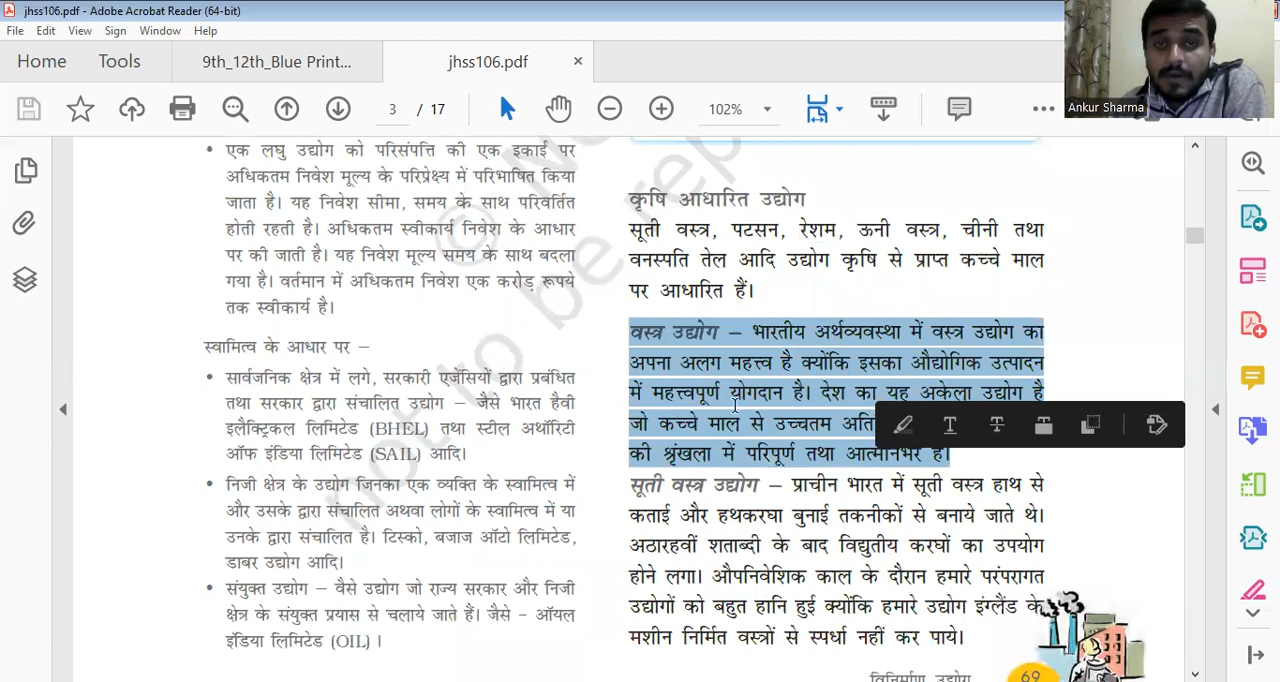 jhss106.pdf - Adobe Acrobat Reader (64-bit)
File Edit View Sign Window Help
Home Tools 9th_12th_Blue Print... jhss106.pdf ×
3 / 17 102%
Ankur Sharma
एक लघु उद्योग को परिसंपत्ति की एक इकाई पर
अधिकतम निवेश मूल्य के परिप्रेक्ष्य में परिभाषित किया
जाता है। यह निवेश सीमा, समय के साथ परिवर्तित
होती रहती है। अधिकतम स्वीकार्य निवेश के आधार
पर की जाती है। यह निवेश मूल्य समय के साथ बदला
गया है। वर्तमान में अधिकतम निवेश एक करोड़ रूपये
तक स्वीकार्य है।
स्वामित्व के आधार पर –
• सार्वजनिक क्षेत्र में लगे, सरकारी एजेंसियों द्वारा प्रबंधित
तथा सरकार द्वारा संचालित उद्योग – जैसे भारत हैवी
इलैक्ट्रिकल लिमिटेड (BHEL) तथा स्टील अथॉरिटी
ऑफ इंडिया लिमिटेड (SAIL) आदि।
• निजी क्षेत्र के उद्योग जिनका एक व्यक्ति के स्वामित्व में
और उसके द्वारा संचालित अथवा लोगों के स्वामित्व में या
उनके द्वारा संचालित है। टिस्को, बजाज ऑटो लिमिटेड,
डाबर उद्योग आदि।
• संयुक्त उद्योग – वैसे उद्योग जो राज्य सरकार और निजी
क्षेत्र के संयुक्त प्रयास से चलाये जाते हैं। जैसे – ऑयल
इंडिया लिमिटेड (OIL) ।
कृषि आधारित उद्योग
सूती वस्त्र, पटसन, रेशम, ऊनी वस्त्र, चीनी तथा
वनस्पति तेल आदि उद्योग कृषि से प्राप्त कच्चे माल
पर आधारित हैं।
वस्त्र उद्योग – भारतीय अर्थव्यवस्था में वस्त्र उद्योग का
अपना अलग महत्त्व है क्योंकि इसका औद्योगिक उत्पादन
में महत्त्वपूर्ण योगदान है। देश का यह अकेला उद्योग है
जो कच्चे माल से उच्चतम
की श्रृंखला में परिपूर्ण तथा आत्मनिर्भर है।
सूती वस्त्र उद्योग – प्राचीन भारत में सूती वस्त्र हाथ से
कताई और हथकरघा बुनाई तकनीकों से बनाये जाते थे।
अठारहवीं शताब्दी के बाद विद्युतीय करघों का उपयोग
होने लगा। औपनिवेशिक काल के दौरान हमारे परंपरागत
उद्योगों को बहुत हानि हुई क्योंकि हमारे उद्योग इंग्लैंड के
मशीन निर्मित वस्त्रों से स्पर्धा नहीं कर पाये।
विनिर्माण उद्योग 69
not to be re